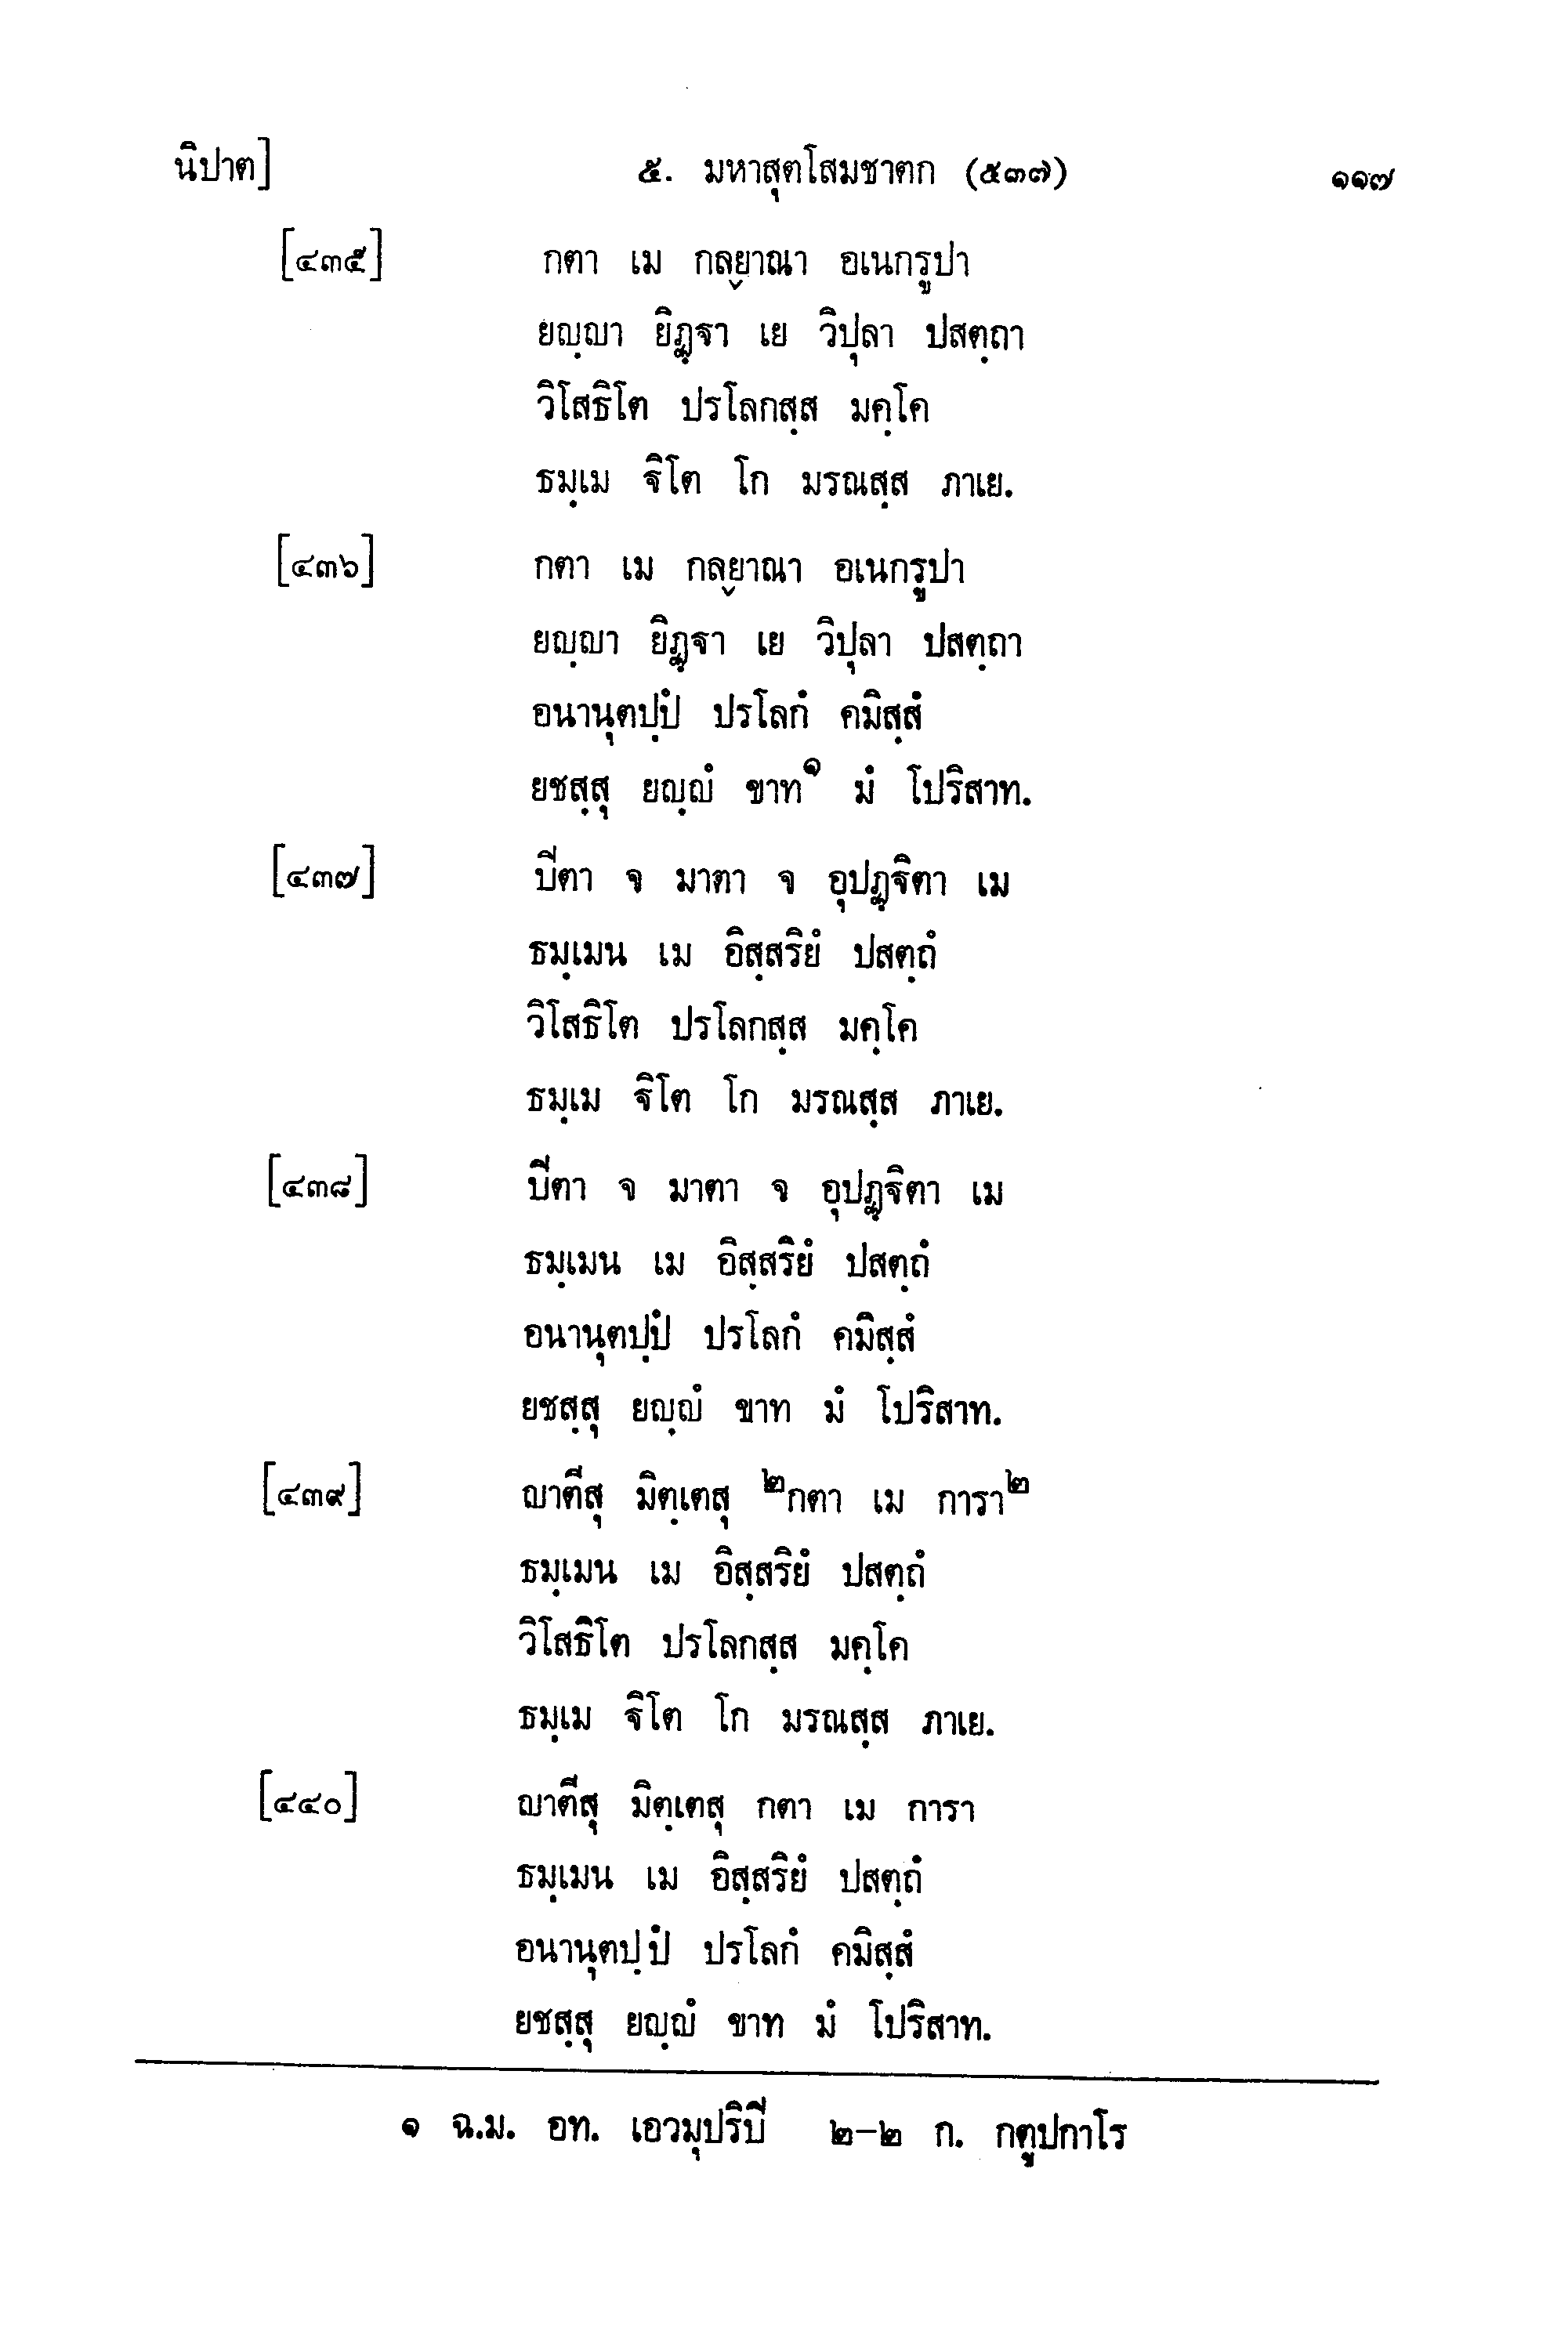 นิปาต] ๕. มหาสุตโสมชาตก (๕๓๗) ๑๑๗
[๔๓๕] กตา เม กลฺยาณา อเนกรูปา
ยญฺญา ยิฏฺฐา เย วิปุลา ปสตฺถา
วิโสธิโต ปรโลกสฺส มคฺโค
ธมฺเม ฐิโต โก มรณสฺส ภาเย.
[๔๓๖] กตา เม กลฺยาณา อเนกรูปา
ยญฺญา ยิฏฺฐา เย วิปุลา ปสตฺถา
อนานุตปฺปํ ปรโลกํ คมิสฺสํ
ยชสฺสุ ยญฺญํ ขาท๑ มํ โปริสาท.
[๔๓๗] ปีตา จ มาตา จ อุปฏฺฐิตา เม
ธมฺเมน เม อิสฺสริยํ ปสตฺถํ
วิโสธิโต ปรโลกสฺส มคฺโค
ธมฺเม ฐิโต โก มรณสฺส ภาเย.
[๔๓๘] ปีตา จ มาตา จ อุปฏฺฐิตา เม
ธมฺเมน เม อิสฺสริยํ ปสตฺถํ
อนานุตปฺปํ ปรโลกํ คมิสฺสํ
ยชสฺสุ ยญฺญํ ขาท มํ โปริสาท.
[๔๓๙] ญาตีสุ มิตฺเตสุ ๒กตา เม การา๒
ธมฺเมน เม อิสฺสริยํ ปสตฺถํ
วิโสธิโต ปรโลกสฺส มคฺโค
ธมฺเม ฐิโต โก มรณสฺส ภาเย.
[๔๔๐] ญาตีสุ มิตฺเตสุ กตา เม การา
ธมฺเมน เม อิสฺสริยํ ปสตฺถํ
อนานุตปฺปํ ปรโลกํ คมิสฺสํ
ยชสฺสุ ยญฺญํ ขาท มํ โปริสาท.
๑ ฉ.ม. อท. เอวมุปริปี ๒-๒ ก. กตูปกาโร